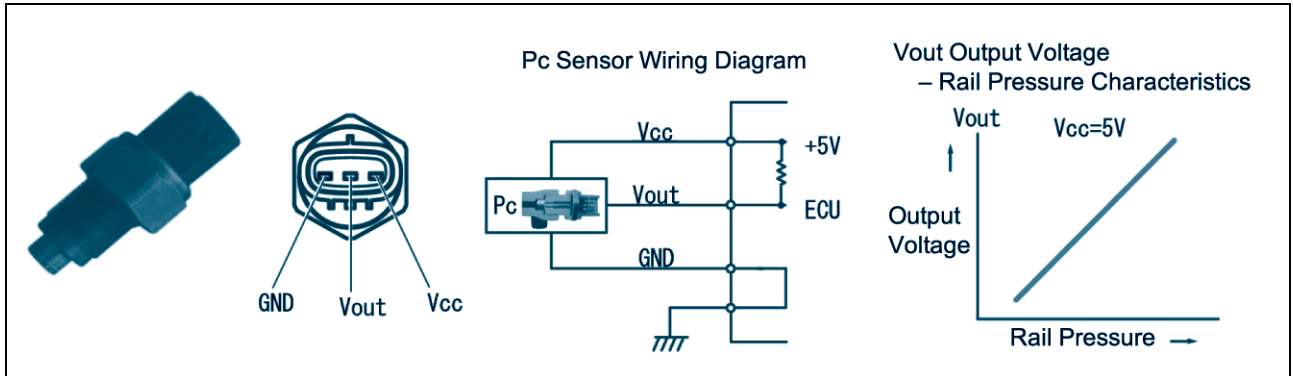 Pc Sensor Wiring Diagram
Vout Output Voltage
– Rail Pressure Characteristics
GND
Vout
Vcc
Vcc
+5V
Pc
Vout
ECU
GND
Vout
Vcc=5V
Output
Voltage
Rail Pressure